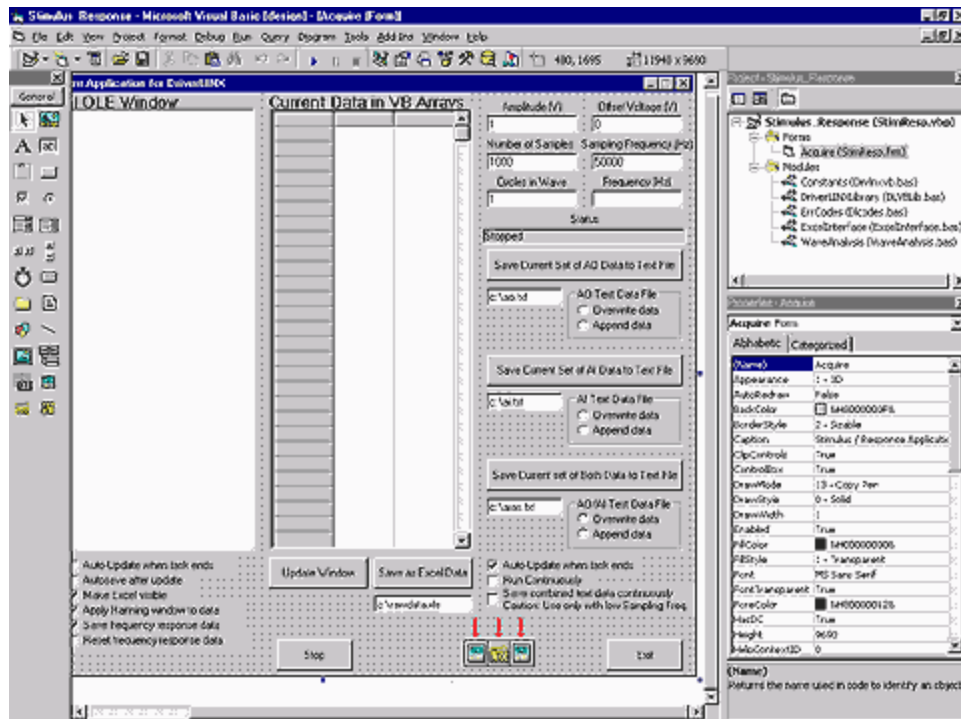 Stimulus Response - Microsoft Visual Basic [design] - [Acquire (Form)]
File Edit View Project Format Debug Run Query Diagram Tools Add-Ins Window Help
480, 1695
11940 x 9690
General
Application for DriverLINX
OLE Window
Current Data in VB Arrays
Amplitude (V)
Offset Voltage (V)
1
0
Number of Samples
Sampling Frequency (Hz)
1000
50000
Cycles in Wave
Frequency (Hz)
1
Status
Stopped
Save Current Set of AO Data to Text File
AO Text Data File
Overwrite data
Append data
Save Current Set of AI Data to Text File
AI Text Data File
Overwrite data
Append data
Save Current set of Both Data to Text File
AO/AI Text Data File
Overwrite data
Append data
Auto-Update when task ends
Autosave after update
Make Excel visible
Apply Hanning window to data
Save frequency response data
Reset frequency response data
Update Window
Save as Excel Data
Auto-Update when task ends
Run Continuously
Save combined text data continuously
Caution: Use only with low Sampling Freq.
Stop
Exit
Project - Stimulus_Response
Stimulus_Response (StimResp.vbp)
Forms
Acquire (StimResp.frm)
Modules
Constants (Drvlnxvb.bas)
DriverLINXLibrary (DLVBLib.bas)
ErrCodes (Dlcodes.bas)
ExcelInterface (ExcelInterface.bas)
WaveAnalysis (WaveAnalysis.bas)
Properties - Acquire
Acquire Form
Alphabetic
Categorized
(Name) Acquire
Appearance 1 - 3D
AutoRedraw False
BackColor
BorderStyle 2 - Sizable
Caption Stimulus / Response Applicatio
ClipControls True
ControlBox True
DrawMode 13 - Copy Pen
DrawStyle 0 - Solid
DrawWidth 1
Enabled True
FillColor
FillStyle 1 - Transparent
Font MS Sans Serif
FontTransparent True
ForeColor
HasDC True
Height 9690
HelpContextID 0
(Name)
Returns the name used in code to identify an object